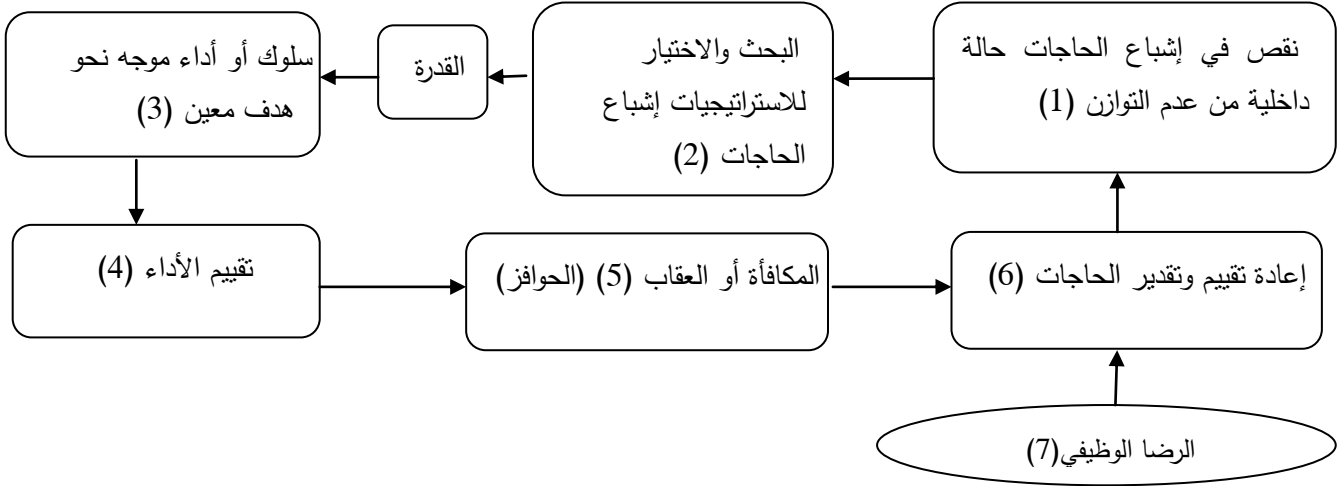 نقص في إشباع الحاجات حالة
داخلية من عدم التوازن (1)
البحث والاختيار
للاستراتيجيات إشباع
الحاجات (2)
القدرة
سلوك أو أداء موجه نحو
هدف معين (3)
تقييم الأداء (4)
المكافأة أو العقاب (5) (الحوافز)
إعادة تقييم وتقدير الحاجات (6)
الرضا الوظيفي(7)